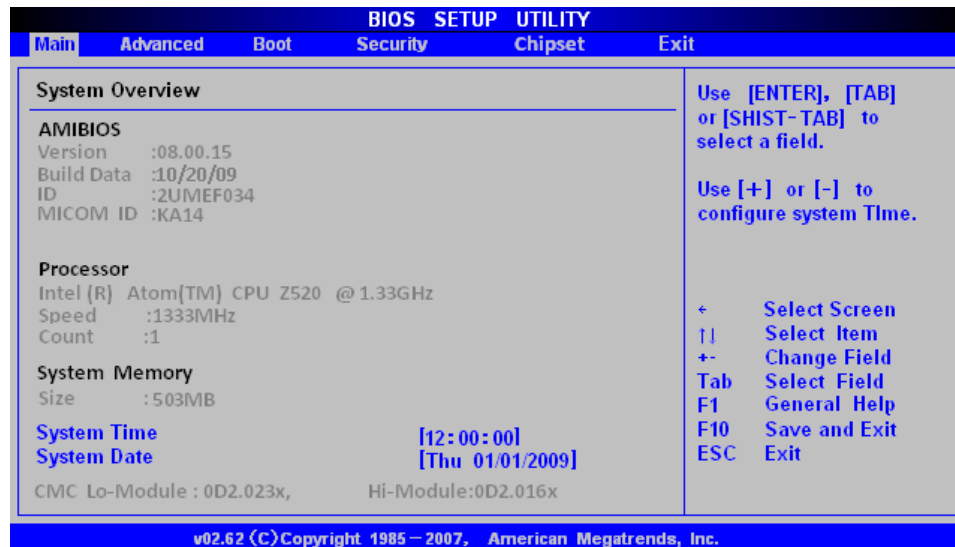 BIOS SETUP UTILITY
Main Advanced Boot Security Chipset Exit
System Overview
AMIBIOS
Version :08.00.15
Build Data :10/20/09
ID :2UMEF034
MICOM ID :KA14
Processor
Intel (R) Atom(TM) CPU Z520 @ 1.33GHz
Speed :1333MHz
Count :1
System Memory
Size : 503MB
System Time [12:00:00]
System Date [Thu 01/01/2009]
CMC Lo-Module : 0D2.023x, Hi-Module:0D2.016x
Use [ENTER], [TAB]
or [SHIST-TAB] to
select a field.
Use [+] or [-] to
configure system TIme.
← Select Screen
↑↓ Select Item
+- Change Field
Tab Select Field
F1 General Help
F10 Save and Exit
ESC Exit
v02.62 (C)Copyright 1985-2007, American Megatrends, Inc.